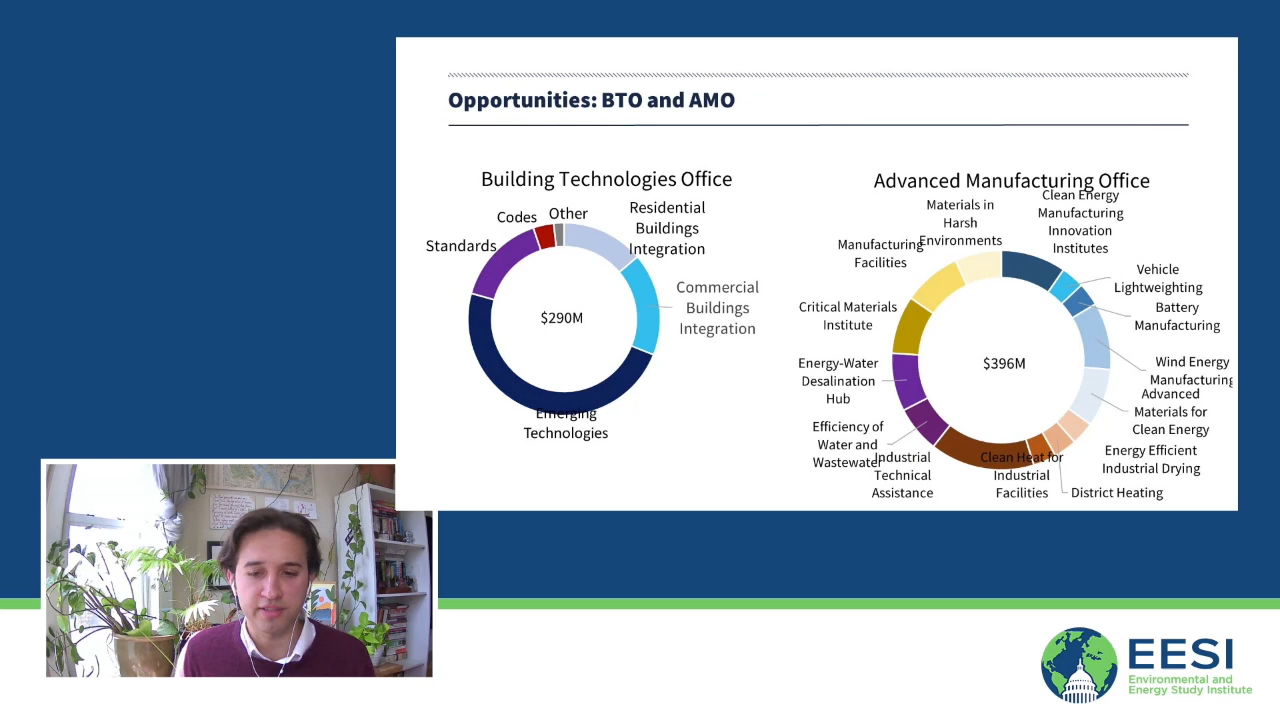 Opportunities: BTO and AMO
Building Technologies Office
Codes
Other
Residential
Buildings
Integration
Standards
Commercial
Buildings
Integration
$290M
Emerging
Technologies
Advanced Manufacturing Office
Clean Energy
Manufacturing
Innovation
Institutes
Materials in
Harsh
Environments
Manufacturing
Facilities
Vehicle
Lightweighting
Battery
Manufacturing
Critical Materials
Institute
$396M
Wind Energy
Manufacturing
Energy-Water
Desalination
Hub
Advanced
Materials for
Clean Energy
Efficiency of
Water and
Wastewater
Industrial
Technical
Assistance
Clean Heat for
Industrial
Facilities
Energy Efficient
Industrial Drying
District Heating
EESI
Environmental and
Energy Study Institute